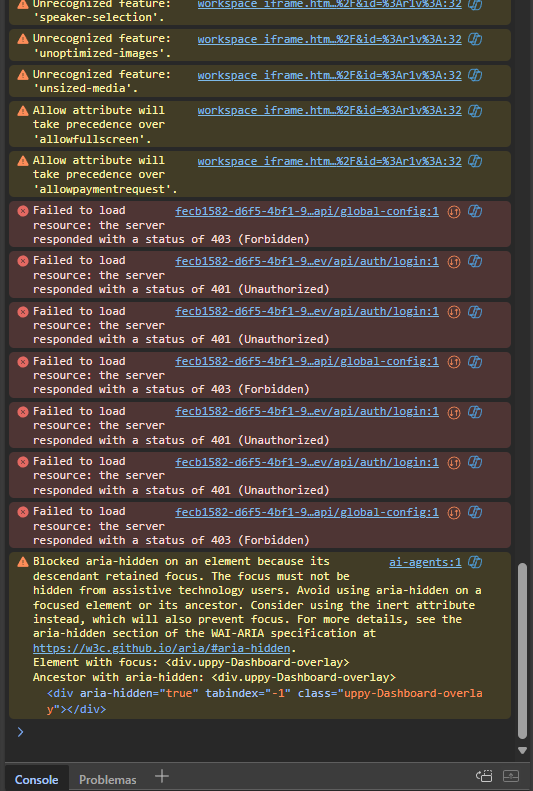 Unrecognized feature: workspace_iframe.htm…%2F&id=%3Ar1v%3A:32
'speaker-selection'.
Unrecognized feature: workspace_iframe.htm…%2F&id=%3Ar1v%3A:32
'unoptimized-images'.
Unrecognized feature: workspace_iframe.htm…%2F&id=%3Ar1v%3A:32
'unsized-media'.
Allow attribute will workspace_iframe.htm…%2F&id=%3Ar1v%3A:32
take precedence over
'allowfullscreen'.
Allow attribute will workspace_iframe.htm…%2F&id=%3Ar1v%3A:32
take precedence over
'allowpaymentrequest'.
Failed to load fecb1582-d6f5-4bf1-9…api/global-config:1
resource: the server
responded with a status of 403 (Forbidden)
Failed to load fecb1582-d6f5-4bf1-9…ev/api/auth/login:1
resource: the server
responded with a status of 401 (Unauthorized)
Failed to load fecb1582-d6f5-4bf1-9…ev/api/auth/login:1
resource: the server
responded with a status of 401 (Unauthorized)
Failed to load fecb1582-d6f5-4bf1-9…api/global-config:1
resource: the server
responded with a status of 403 (Forbidden)
Failed to load fecb1582-d6f5-4bf1-9…ev/api/auth/login:1
resource: the server
responded with a status of 401 (Unauthorized)
Failed to load fecb1582-d6f5-4bf1-9…ev/api/auth/login:1
resource: the server
responded with a status of 401 (Unauthorized)
Failed to load fecb1582-d6f5-4bf1-9…api/global-config:1
resource: the server
responded with a status of 403 (Forbidden)
Blocked aria-hidden on an element because its ai-agents:1
descendant retained focus. The focus must not be
hidden from assistive technology users. Avoid using aria-hidden on a
focused element or its ancestor. Consider using the inert attribute
instead, which will also prevent focus. For more details, see the
aria-hidden section of the WAI-ARIA specification at
https://w3c.github.io/aria/#aria-hidden.
Element with focus: <div.uppy-Dashboard-overlay>
Ancestor with aria-hidden: <div.uppy-Dashboard-overlay>
<div aria-hidden="true" tabindex="-1" class="uppy-Dashboard-overla
y"></div>
Console Problemas